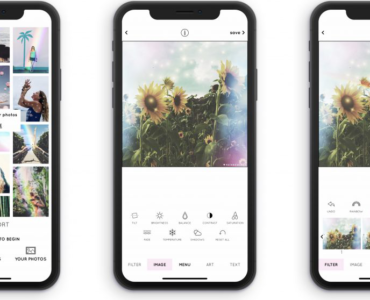 photos
ORT
TO BEGIN
YOUR PHOTOS
SAVE
BRIGHTNESS
BALANCE
CONTRAST
SATURATION
FADE
TEMPERATURE
SHADOWS
RESET ALL
FILTER
IMAGE
MENU
ART
TEXT
FILTER
IMAGE